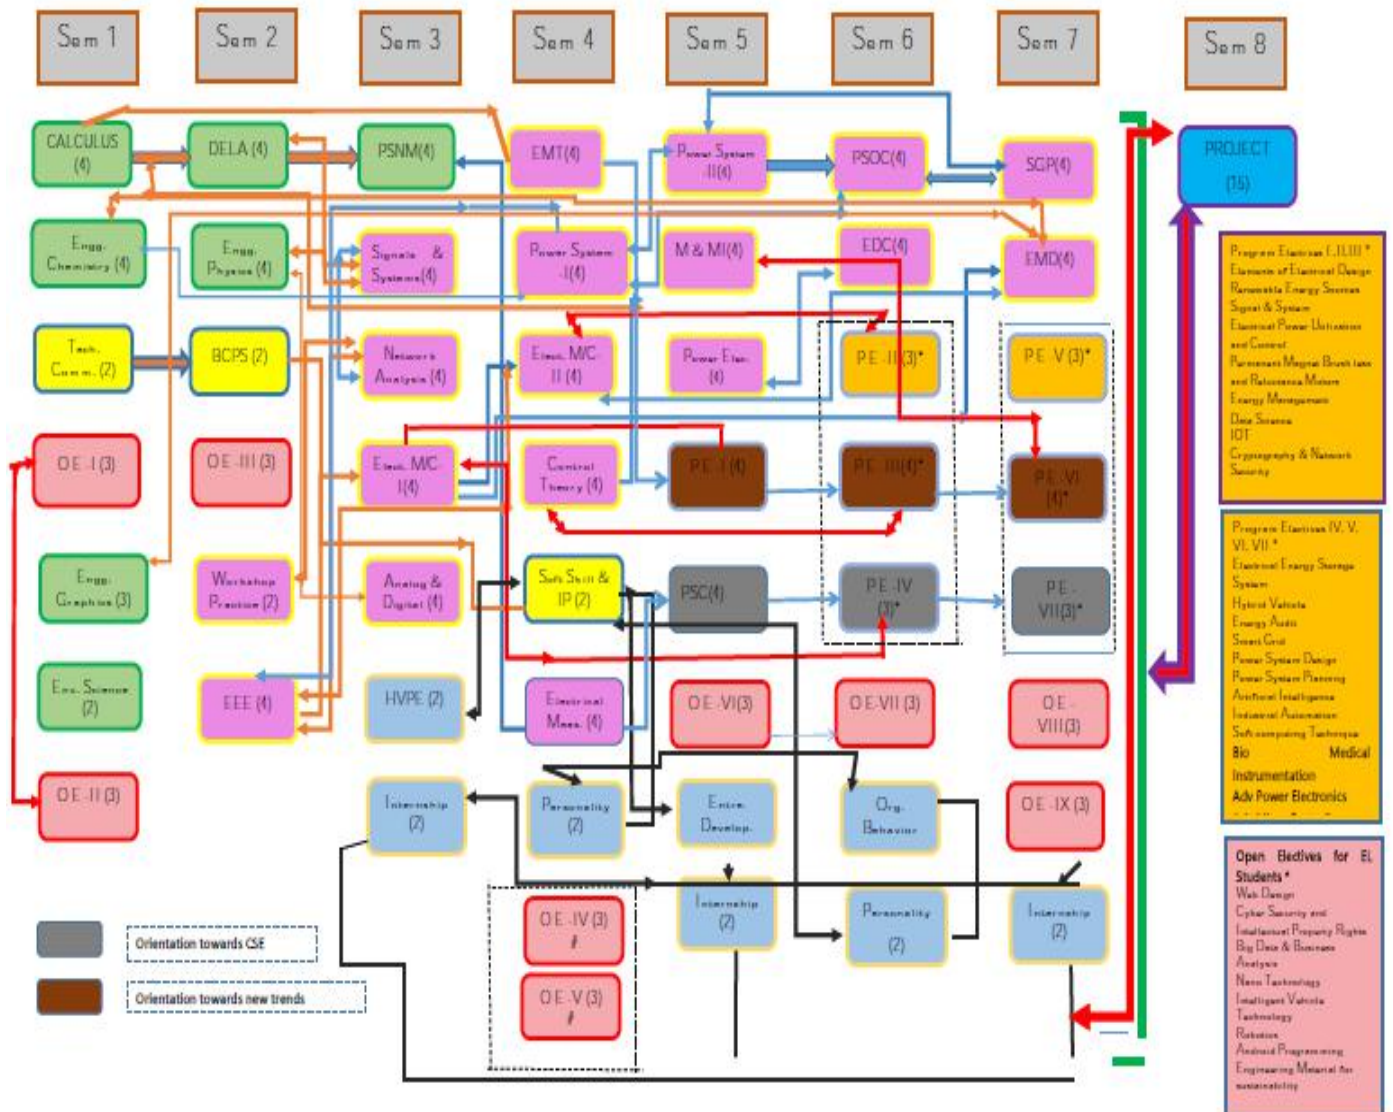 Sem 1
Sem 2
Sem 3
Sem 4
Sem 5
Sem 6
Sem 7
Sem 8
CALCULUS
(4)
DELA (4)
PSNM(4)
EMT(4)
Power System
-II(4)
PSOC(4)
SGP(4)
PROJECT
(15)
Engg.
Chemistry (4)
Engg.
Physics (4)
Signals &
Systems(4)
Power System
-I(4)
M & MI(4)
EDC(4)
EMD(4)
Tech.
Comm. (2)
BCPS (2)
Network
Analysis (4)
Elect. M/C-
II (4)
Power Elec.
(4)
PE -II (3)*
PE -V (3)*
OE -I (3)
OE -III (3)
Elect. M/C-
I(4)
Control
Theory (4)
PE -I (4)
PE -III(4)*
PE -VI
(4)*
Engg.
Graphics (3)
Workshop
Practice (2)
Analog &
Digital (4)
Soft Skill &
IP (2)
PSC(4)
PE -IV
(3)*
PE -
VII(3)*
Env. Science
(2)
EEE (4)
HVPE (2)
Electrical
Meas. (4)
OE -VI(3)
OE-VII (3)
OE -
VIII(3)
OE -II (3)
Internship
(2)
Personality
(2)
Entre.
Develop.
Org.
Behavior
OE -IX (3)
OE -IV (3)
#
OE -V (3)
#
Internship
(2)
Personality
(2)
Internship
(2)
Orientation towards CSE
Orientation towards new trends
Program Electives I,II,III *
Elements of Electrical Design
Renewable Energy Sources
Signal & System
Electrical Power Utilization
and Control
Permanent Magnet Brush less
and Reluctance Motors
Energy Management
Data Science
IOT
Cryptography & Network
Security
Program Electives IV, V,
VI, VII *
Electrical Energy Storage
System
Hybrid Vehicle
Energy Audit
Smart Grid
Power System Design
Power System Planning
Artificial Intelligence
Industrial Automation
Soft computing Technique
Bio Medical
Instrumentation
Adv Power Electronics
Open Electives for EL
Students *
Web Design
Cyber Security and
Intellectual Property Rights
Big Data & Business
Analysis
Nano Technology
Intelligent Vehicle
Technology
Robotics
Android Programming
Engineering Material for
sustainability